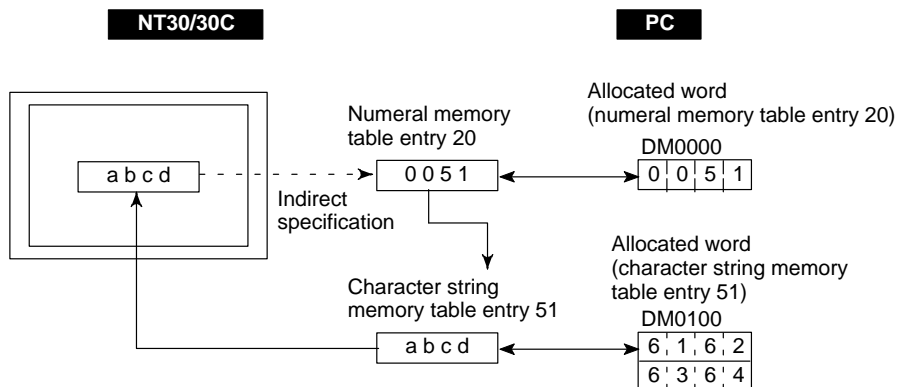 NT30/30C
PC
Allocated word
(numeral memory table entry 20)
Numeral memory
table entry 20
DM0000
a b c d
0 0 5 1
0 0 5 1
Indirect
specification
Allocated word
(character string memory
table entry 51)
Character string
memory table entry 51
DM0100
a b c d
6 1 6 2
6 3 6 4